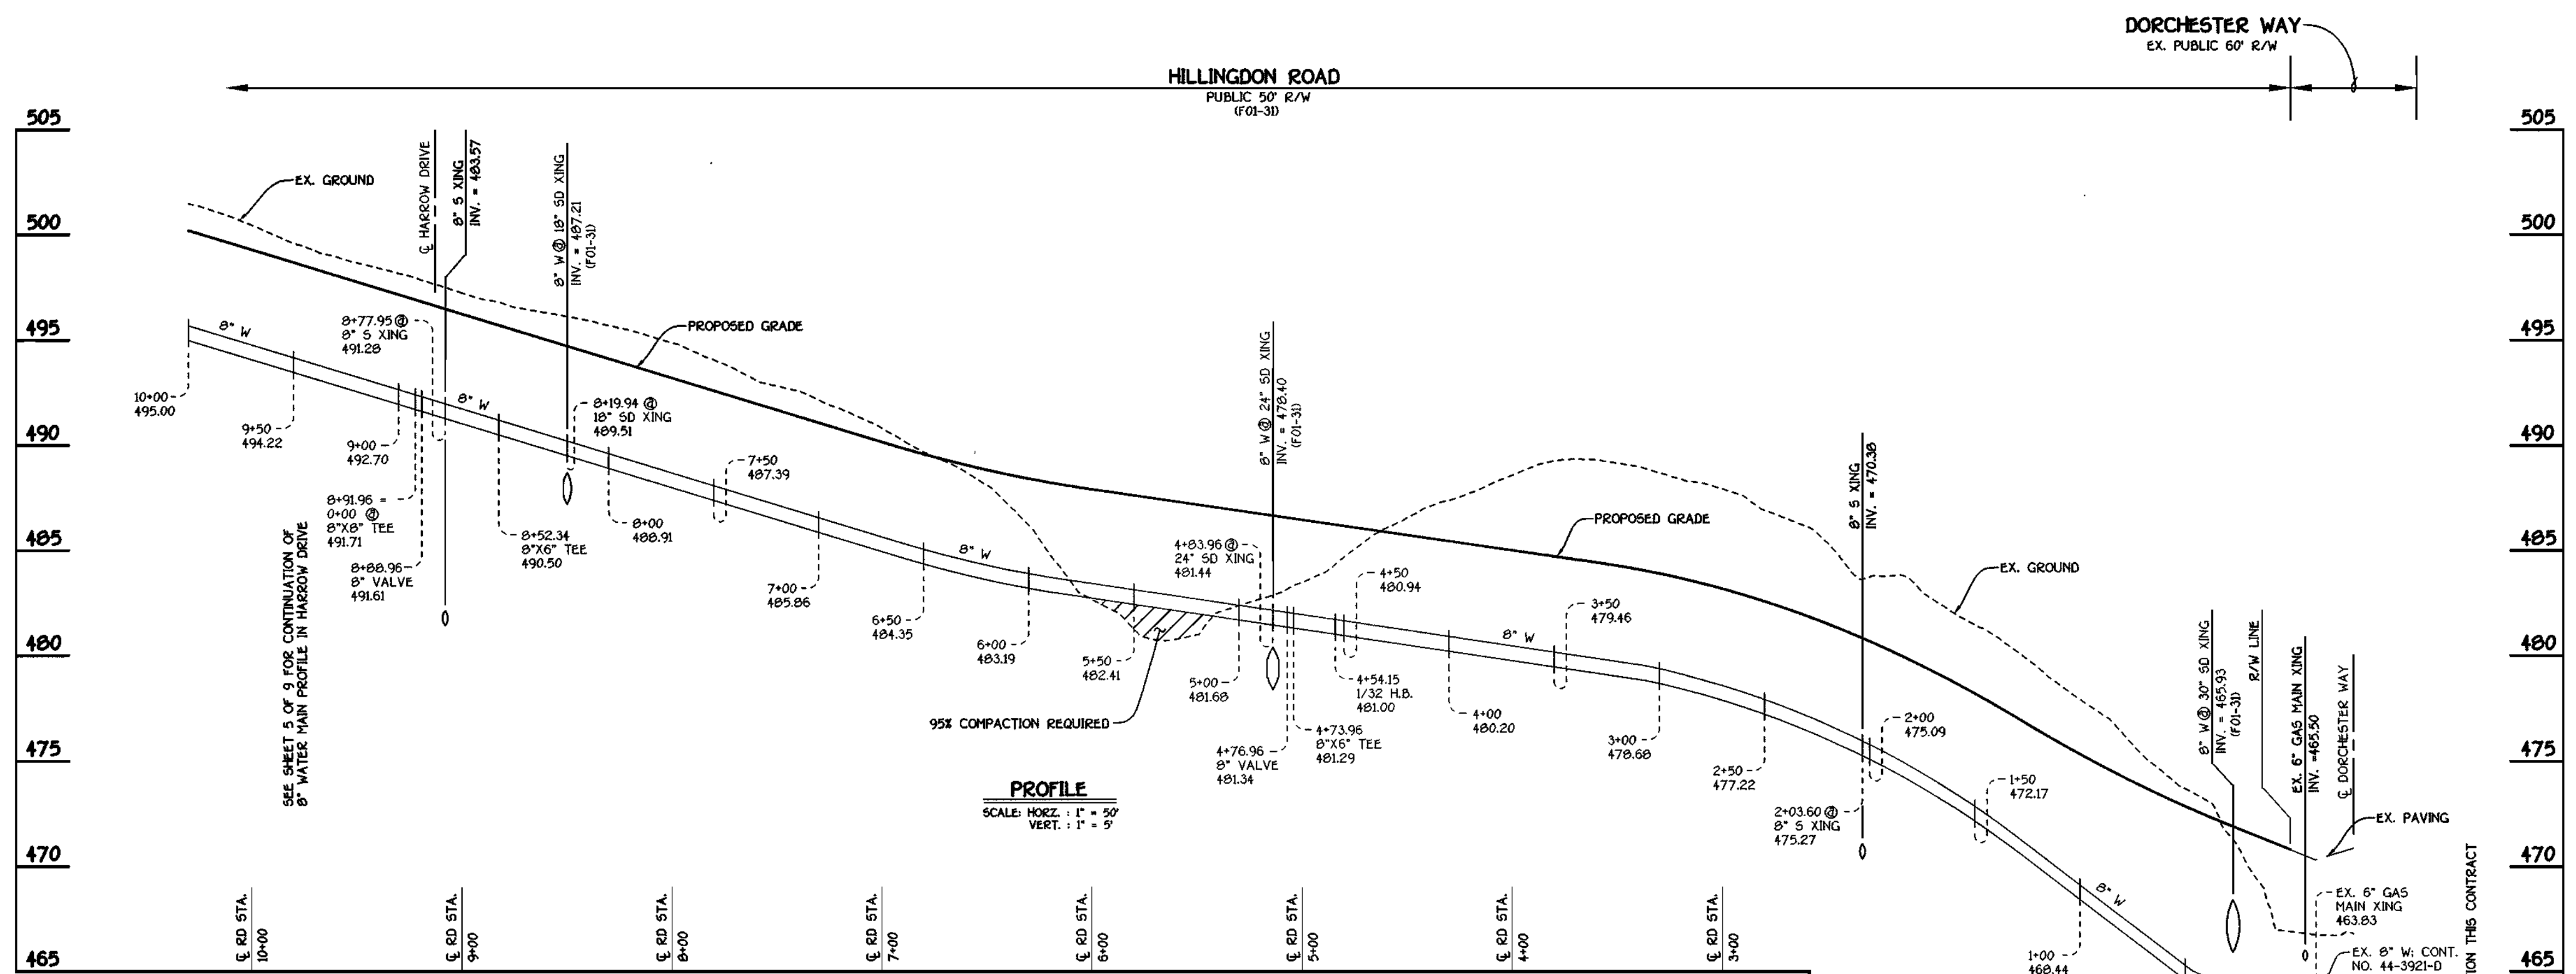 DORCHESTER WAY
EX. PUBLIC 60' R/W
HILLINGDON ROAD
PUBLIC 50' R/W
(F01-31)
505
505
500
500
495
495
490
490
485
485
480
480
475
475
470
470
465
465
EX. GROUND
℄ HARROW DRIVE
8" S XING
INV. = 483.57
8" W @ 18" SD XING
INV. = 487.21
(F01-31)
8" W
8+77.95 @
8" S XING
491.28
PROPOSED GRADE
10+00
495.00
9+50
494.22
9+00
492.70
8" W
8+19.94 @
18" SD XING
489.51
8+91.96 =
0+00 @
8"X8" TEE
491.71
8+88.96
8" VALVE
491.61
8+52.34
8"X6" TEE
490.50
8+00
488.91
7+50
487.39
7+00
485.86
6+50
484.35
8" W
6+00
483.19
5+50
482.41
SEE SHEET 5 OF 9 FOR CONTINUATION OF
8" WATER MAIN PROFILE IN HARROW DRIVE
95% COMPACTION REQUIRED
8" W @ 24" SD XING
INV. = 478.40
(F01-31)
4+83.96 @
24" SD XING
481.44
5+00
481.68
4+76.96
8" VALVE
481.34
4+73.96
8"X6" TEE
481.29
4+54.15
1/32 H.B.
481.00
4+50
480.94
4+00
480.20
8" W
3+50
479.46
PROPOSED GRADE
3+00
478.68
2+50
477.22
8" S XING
INV. = 470.38
2+00
475.09
2+03.60 @
8" S XING
475.27
1+50
472.17
EX. GROUND
8" W
1+00
468.44
8" W @ 30" SD XING
INV. = 465.93
(F01-31)
R/W LINE
EX. 6" GAS MAIN XING
INV. =465.50
℄ DORCHESTER WAY
EX. PAVING
EX. 6" GAS
MAIN XING
463.83
EX. 8" W; CONT.
NO. 44-3921-D
THIS CONTRACT
PROFILE
SCALE: HORZ. : 1" = 50'
VERT. : 1" = 5'
℄ RD STA.
10+00
℄ RD STA.
9+00
℄ RD STA.
8+00
℄ RD STA.
7+00
℄ RD STA.
6+00
℄ RD STA.
5+00
℄ RD STA.
4+00
℄ RD STA.
3+00